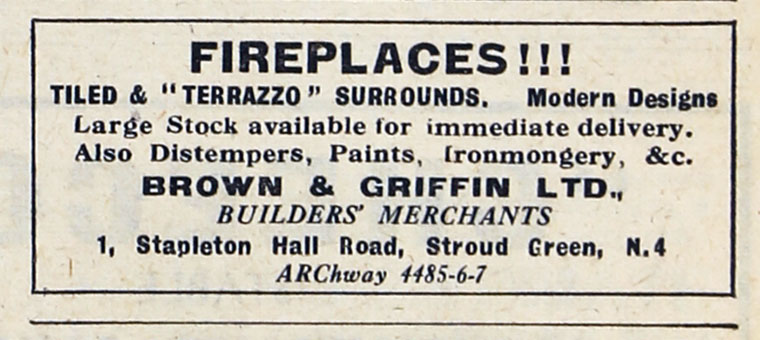 FIREPLACES!!!
TILED & "TERRAZZO" SURROUNDS. Modern Designs
Large Stock available for immediate delivery.
Also Distempers, Paints, Ironmongery, &c.
BROWN & GRIFFIN LTD.,
BUILDERS' MERCHANTS
1, Stapleton Hall Road, Stroud Green, N.4
ARChway 4485-6-7